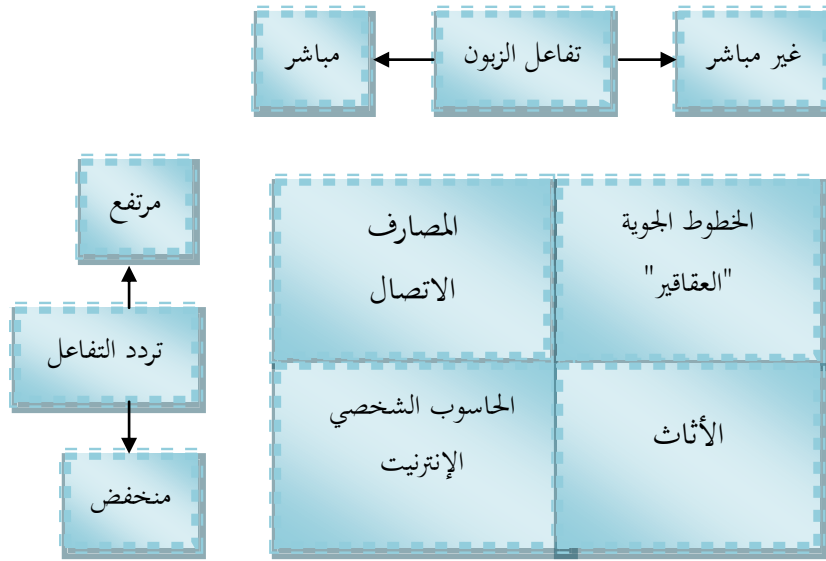 غير مباشر
تفاعل الزبون
مباشر
مرتفع
تردد التفاعل
منخفض
الخطوط الجوية
"العقاقير"
المصارف
الاتصال
الأثاث
الحاسوب الشخصي
الإنترنيت